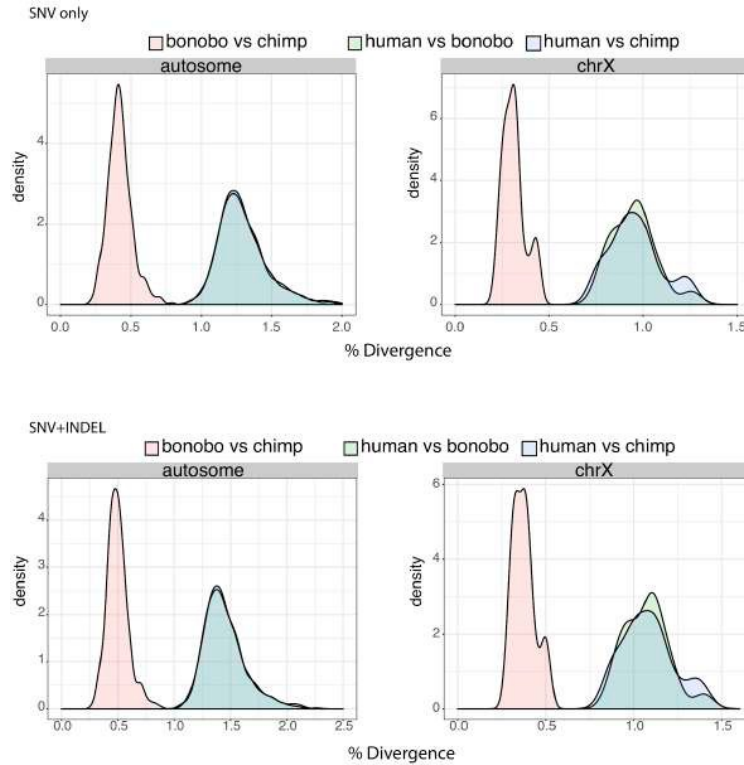 SNV only
bonobo vs chimp human vs bonobo human vs chimp
autosome chrX
density
4
2
0
0.0 0.5 1.0 1.5 2.0
density
6
4
2
0
0.0 0.5 1.0 1.5
% Divergence
SNV+INDEL
bonobo vs chimp human vs bonobo human vs chimp
autosome chrX
density
4
3
2
1
0
0.0 0.5 1.0 1.5 2.0 2.5
density
6
4
2
0
0.0 0.5 1.0 1.5
% Divergence